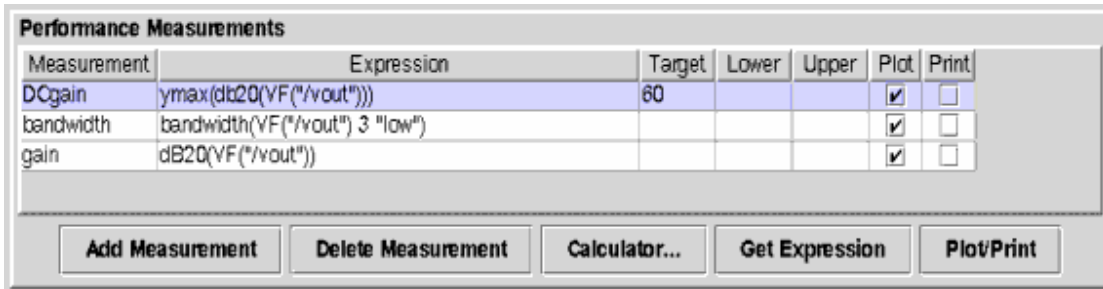 Performance Measurements
Measurement Expression Target Lower Upper Plot Print
DCgain ymax(db20(VF("/vout"))) 60
bandwidth bandwidth(VF("/vout") 3 "low")
gain dB20(VF("/vout"))
Add Measurement Delete Measurement Calculator... Get Expression Plot/Print